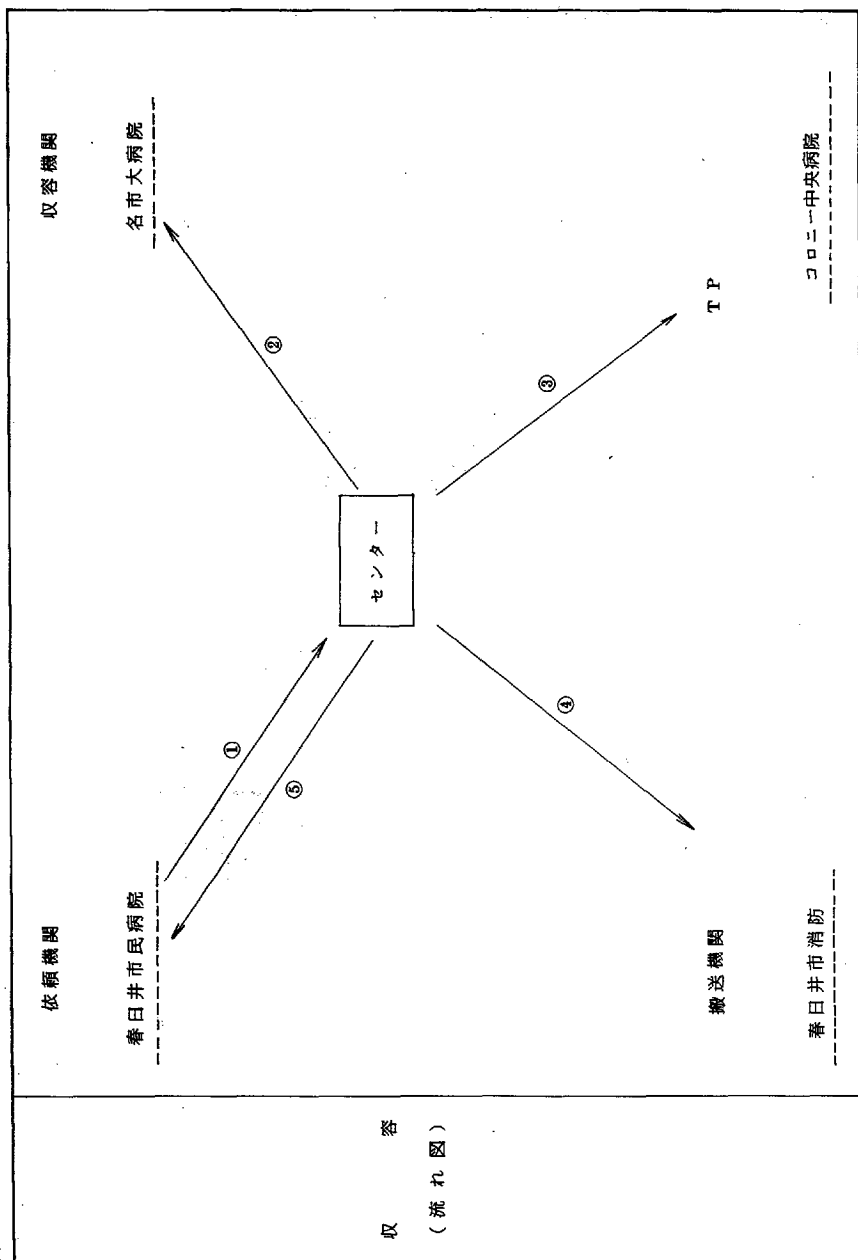 収容
(流れ図)
依頼機関
春日井市民病院
収容機関
名市大病院
①
②
⑤
センター
③
④
搬送機関
春日井市消防
TP
コロニー中央病院